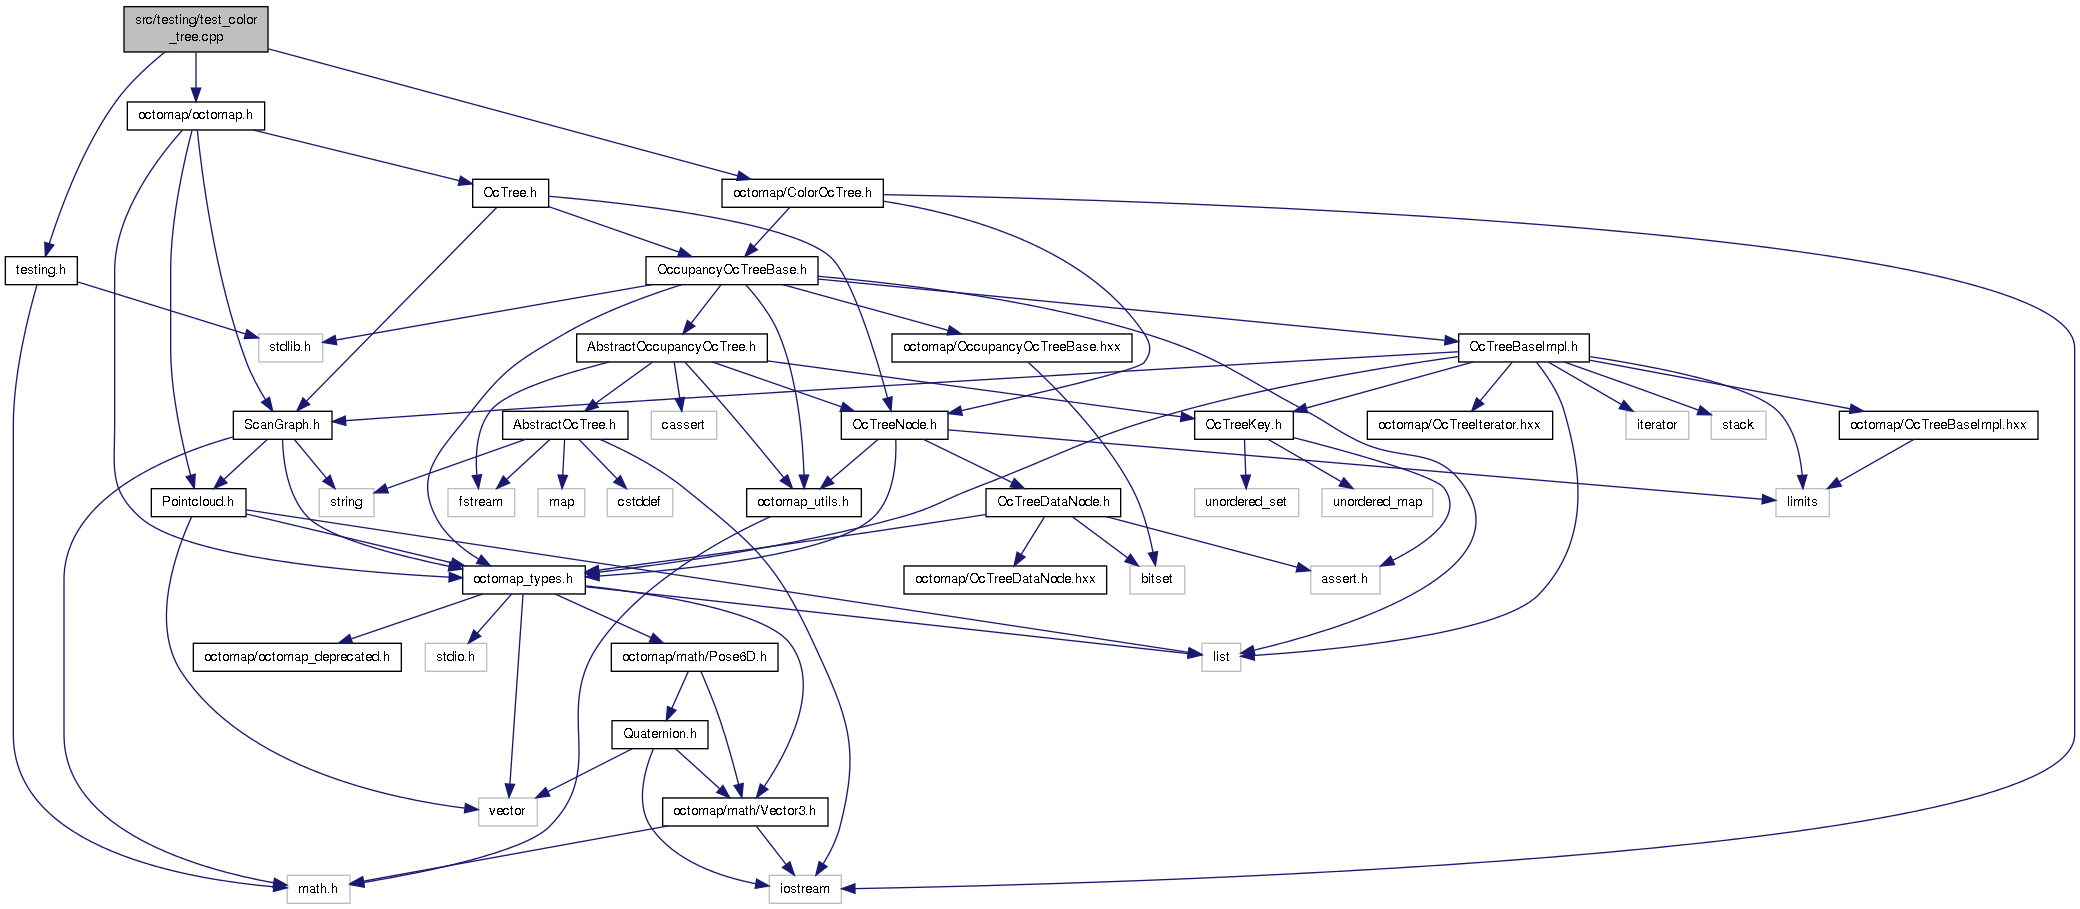 src/testing/test_color
_tree.cpp
octomap/octomap.h
OcTree.h
octomap/ColorOcTree.h
testing.h
OccupancyOcTreeBase.h
stdlib.h
AbstractOccupancyOcTree.h
octomap/OccupancyOcTreeBase.hxx
OcTreeBaseImpl.h
ScanGraph.h
AbstractOcTree.h
cassert
OcTreeNode.h
OcTreeKey.h
octomap/OcTreeIterator.hxx
iterator
stack
octomap/OcTreeBaseImpl.hxx
Pointcloud.h
string
fstream
map
cstddef
octomap_utils.h
OcTreeDataNode.h
unordered_set
unordered_map
limits
octomap_types.h
octomap/OcTreeDataNode.hxx
bitset
assert.h
octomap/octomap_deprecated.h
stdio.h
octomap/math/Pose6D.h
list
Quaternion.h
vector
octomap/math/Vector3.h
math.h
iostream